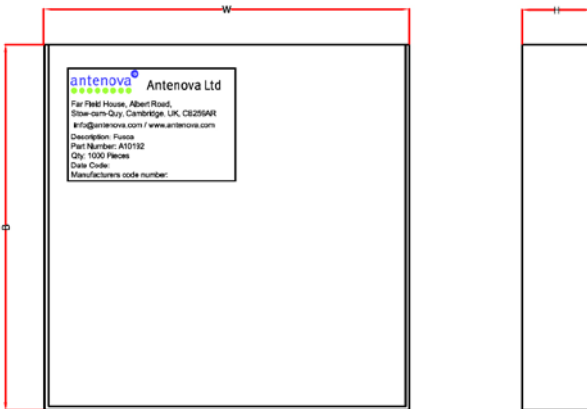 W
H
antenova
Antenova Ltd
Far Field House, Albert Road,
Stow-cum-Quy, Cambridge, UK, CB259AR
info@antenova.com / www.antenova.com
Description: Fusca
Part Number: A10192
Qty: 1000 Pieces
Date Code:
Manufacturers code number:
D